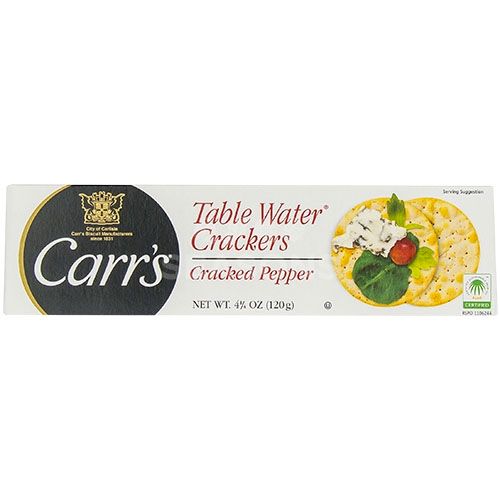 City of Carlisle
Carr's Biscuit Manufacturers
since 1831
Carr's
Table Water®
Crackers
Cracked Pepper
NET WT. 4¼ OZ (120g)
U
Serving Suggestion
CERTIFIED
RSPO 1106244